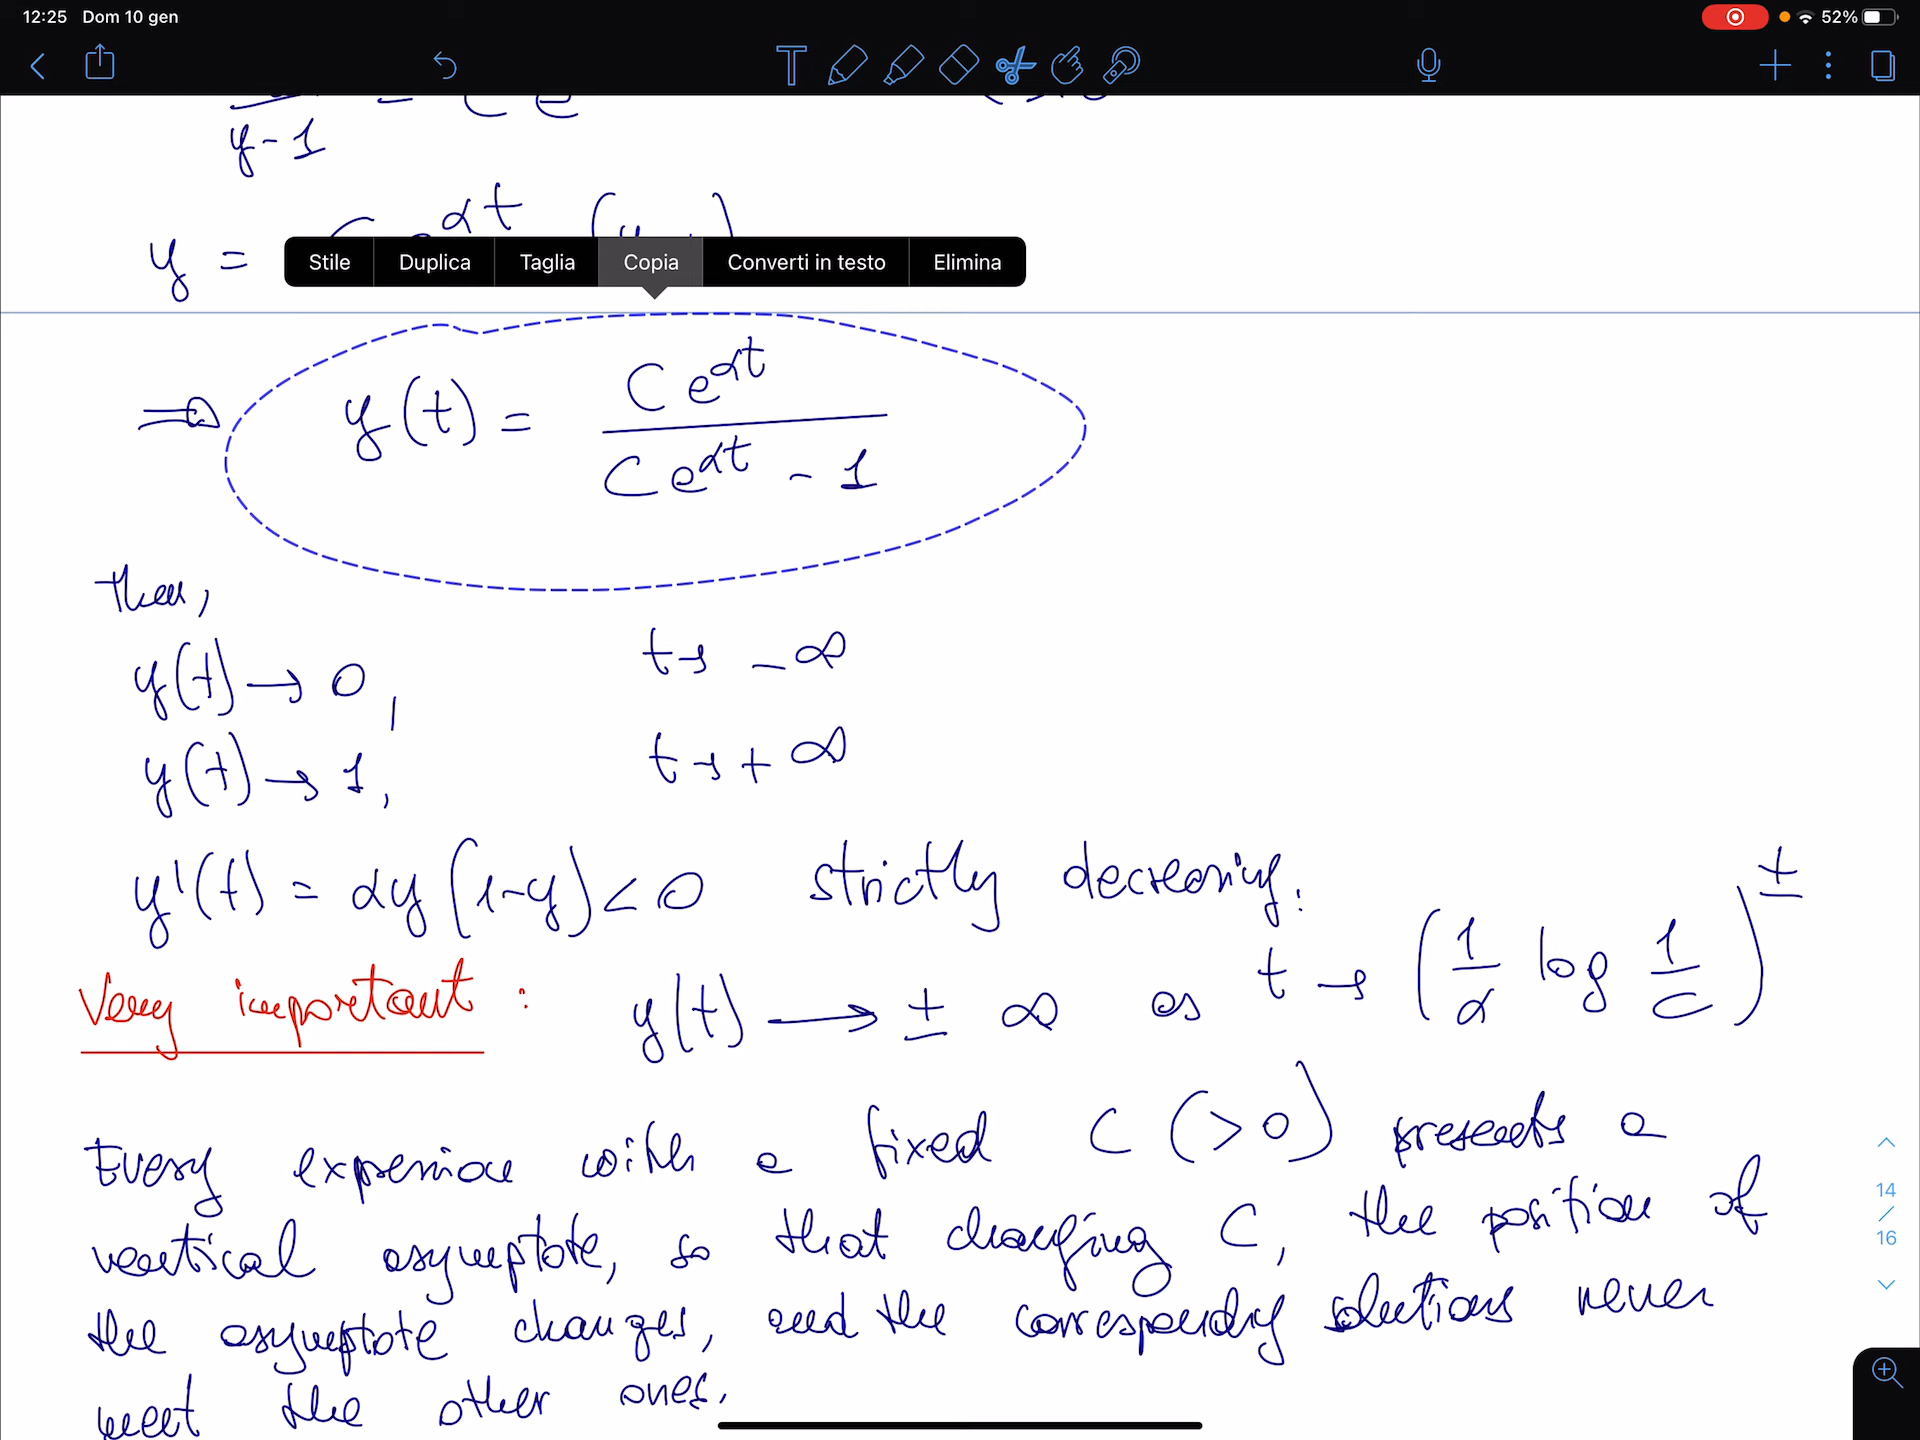 12:25 Dom 10 gen 52%
y-1
y =
Stile Duplica Taglia Copia Converti in testo Elimina
⇒ y(t) = C e^{αt} / (C e^{αt} - 1)
then,
y(t) → 0, t → -∞
y(t) → 1, t → +∞
y'(t) = αy(1-y) < 0 strictly decreasing.
Very important: y(t) → ± ∞ as t → (1/α log 1/C)^±
Every expression with a fixed C (>0) presents a
vertical asymptote, so that changing C, the position of
the asymptote changes, and the corresponding solutions never
meet the other ones.
14
/
16